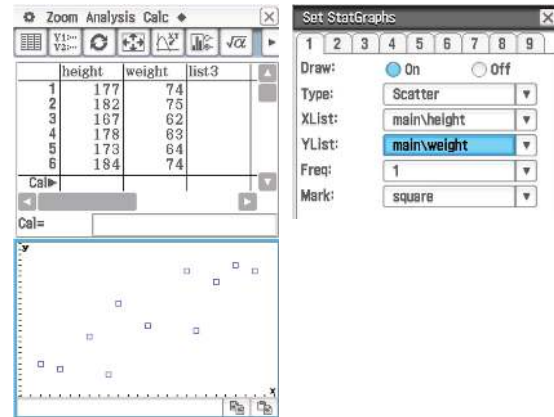 Zoom Analysis Calc
Y1:...
Y2:...
√α
height weight list3
1 177 74
2 182 75
3 167 62
4 178 63
5 173 64
6 184 74
Cal▶
Cal=
y
x
Set StatGraphs
1 2 3 4 5 6 7 8 9
Draw: On Off
Type: Scatter
XList: main\height
YList: main\weight
Freq: 1
Mark: square